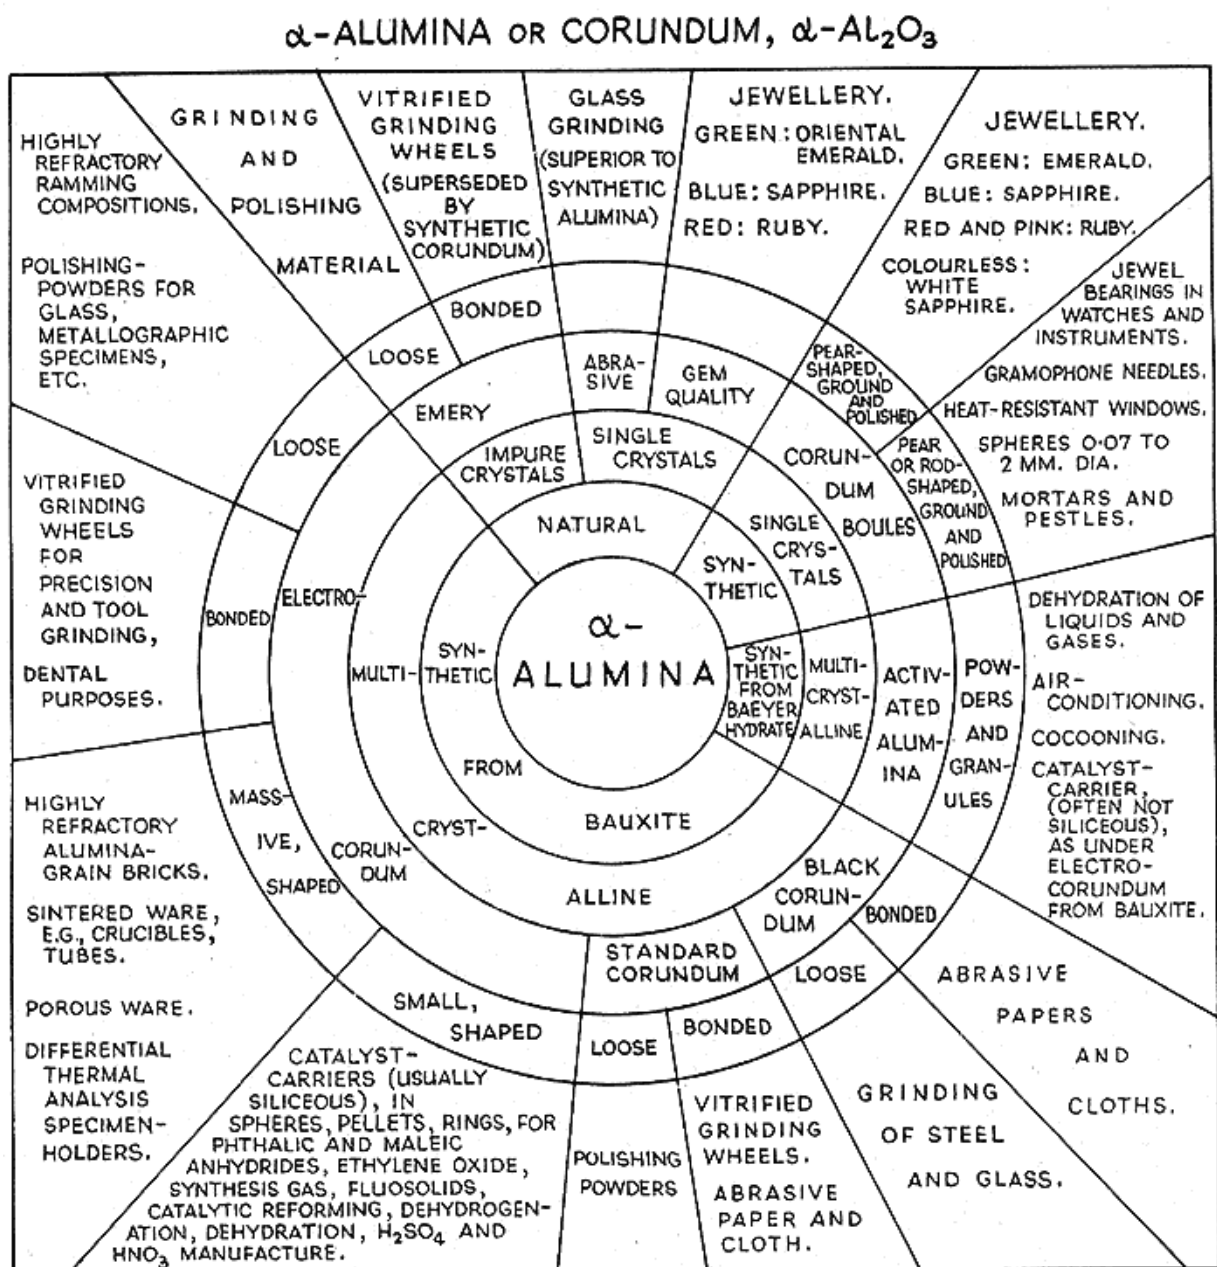 α-ALUMINA OR CORUNDUM, α-Al₂O₃
HIGHLY
REFRACTORY
RAMMING
COMPOSITIONS.
POLISHING-
POWDERS FOR
GLASS,
METALLOGRAPHIC
SPECIMENS,
ETC.
GRINDING
AND
POLISHING
MATERIAL
VITRIFIED
GRINDING
WHEELS
(SUPERSEDED
BY
SYNTHETIC
CORUNDUM)
GLASS
GRINDING
(SUPERIOR TO
SYNTHETIC
ALUMINA)
JEWELLERY.
GREEN: ORIENTAL
EMERALD.
BLUE: SAPPHIRE.
RED: RUBY.
JEWELLERY.
GREEN: EMERALD.
BLUE: SAPPHIRE.
RED AND PINK: RUBY.
COLOURLESS:
WHITE
SAPPHIRE.
JEWEL
BEARINGS IN
WATCHES AND
INSTRUMENTS.
GRAMOPHONE NEEDLES.
HEAT-RESISTANT WINDOWS.
SPHERES 0·07 TO
2 MM. DIA.
MORTARS AND
PESTLES.
LOOSE
BONDED
LOOSE
EMERY
ABRA-
SIVE
GEM
QUALITY
PEAR-
SHAPED,
GROUND
AND
POLISHED
PEAR
OR ROD-
SHAPED,
GROUND
AND
POLISHED
IMPURE
CRYSTALS
SINGLE
CRYSTALS
CORUN-
DUM
BOULES
NATURAL
SINGLE
CRYS-
TALS
SYN-
THETIC
α-
ALUMINA
VITRIFIED
GRINDING
WHEELS
FOR
PRECISION
AND TOOL
GRINDING,
DENTAL
PURPOSES.
BONDED
ELECTRO-
MULTI-
SYN-
THETIC
SYN-
THETIC
FROM
BAEYER
HYDRATE
MULTI-
CRYST-
ALLINE
ACTIV-
ATED
ALUM-
INA
POW-
DERS
AND
GRAN-
ULES
DEHYDRATION OF
LIQUIDS AND
GASES.
AIR-
CONDITIONING.
COCOONING.
CATALYST-
CARRIER,
(OFTEN NOT
SILICEOUS),
AS UNDER
ELECTRO-
CORUNDUM
FROM BAUXITE.
FROM
BAUXITE
CRYST-
ALLINE
CORUN-
DUM
MASS-
IVE,
SHAPED
HIGHLY
REFRACTORY
ALUMINA-
GRAIN BRICKS.
SINTERED WARE,
E.G., CRUCIBLES,
TUBES.
POROUS WARE.
DIFFERENTIAL
THERMAL
ANALYSIS
SPECIMEN-
HOLDERS.
BLACK
CORUN-
DUM
STANDARD
CORUNDUM
BONDED
LOOSE
SMALL,
SHAPED
LOOSE
BONDED
CATALYST-
CARRIERS (USUALLY
SILICEOUS), IN
SPHERES, PELLETS, RINGS, FOR
PHTHALIC AND MALEIC
ANHYDRIDES, ETHYLENE OXIDE,
SYNTHESIS GAS, FLUOSOLIDS,
CATALYTIC REFORMING, DEHYDROGEN-
ATION, DEHYDRATION, H₂SO₄ AND
HNO₃ MANUFACTURE.
POLISHING
POWDERS
VITRIFIED
GRINDING
WHEELS.
ABRASIVE
PAPER AND
CLOTH.
GRINDING
OF STEEL
AND GLASS.
ABRASIVE
PAPERS
AND
CLOTHS.